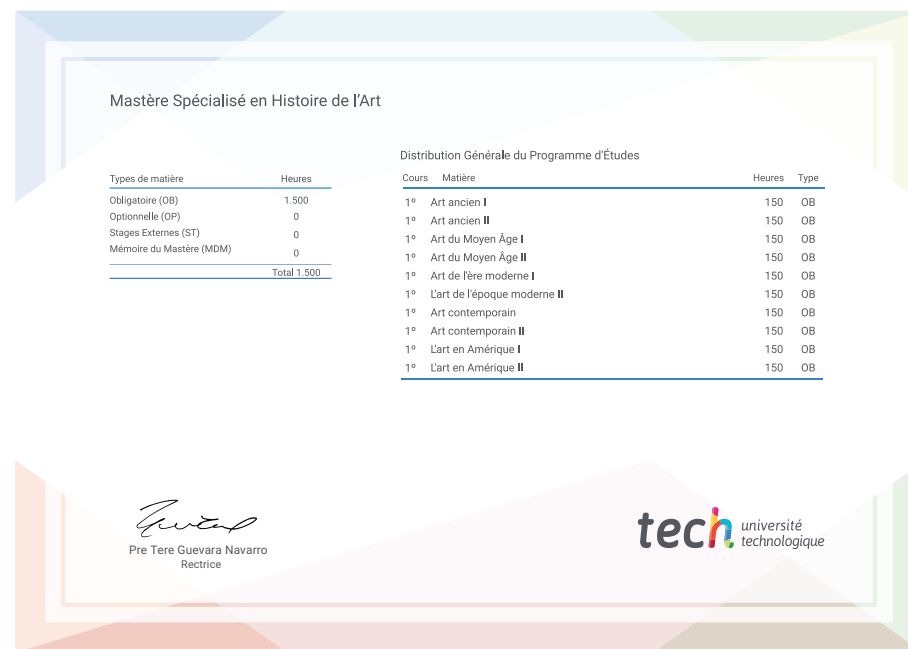 Mastère Spécialisé en Histoire de l'Art
Types de matière Heures
Obligatoire (OB) 1.500
Optionnelle (OP) 0
Stages Externes (ST) 0
Mémoire du Mastère (MDM) 0
Total 1.500
Distribution Générale du Programme d'Études
Cours Matière Heures Type
1º Art ancien I 150 OB
1º Art ancien II 150 OB
1º Art du Moyen Âge I 150 OB
1º Art du Moyen Âge II 150 OB
1º Art de l'ère moderne I 150 OB
1º L'art de l'époque moderne II 150 OB
1º Art contemporain 150 OB
1º Art contemporain II 150 OB
1º L'art en Amérique I 150 OB
1º L'art en Amérique II 150 OB
Pre Tere Guevara Navarro
Rectrice
tech université
technologique